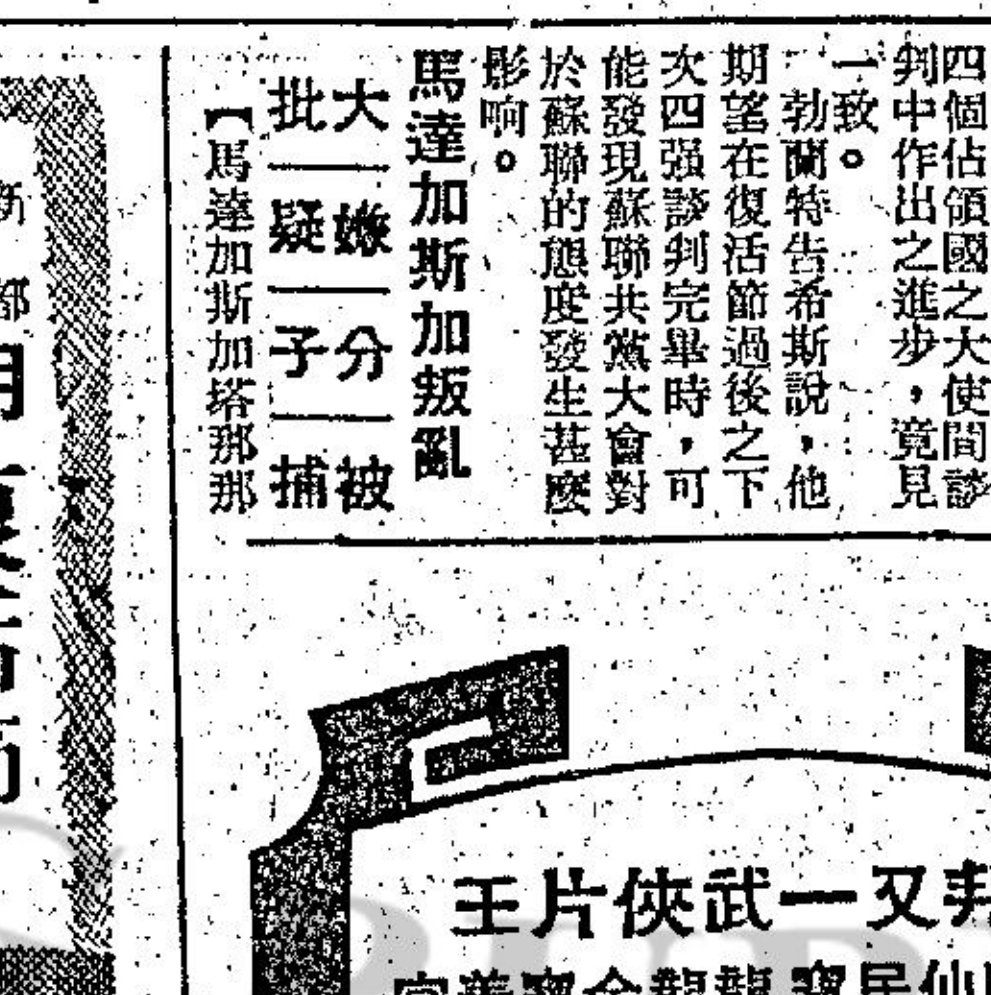 四個佔領國之大使間談
判中作出之進步，竟見
一致。
勃蘭特告希斯說，他
期望在復活節過後之下
次四强談判完畢時，可
能發現蘇聯共黨大會對
於蘇聯的態度發生甚麼
影响。
馬達加斯加叛亂
大批
嫌疑
分子
被捕
【馬達加斯加塔那那
又一武俠片王